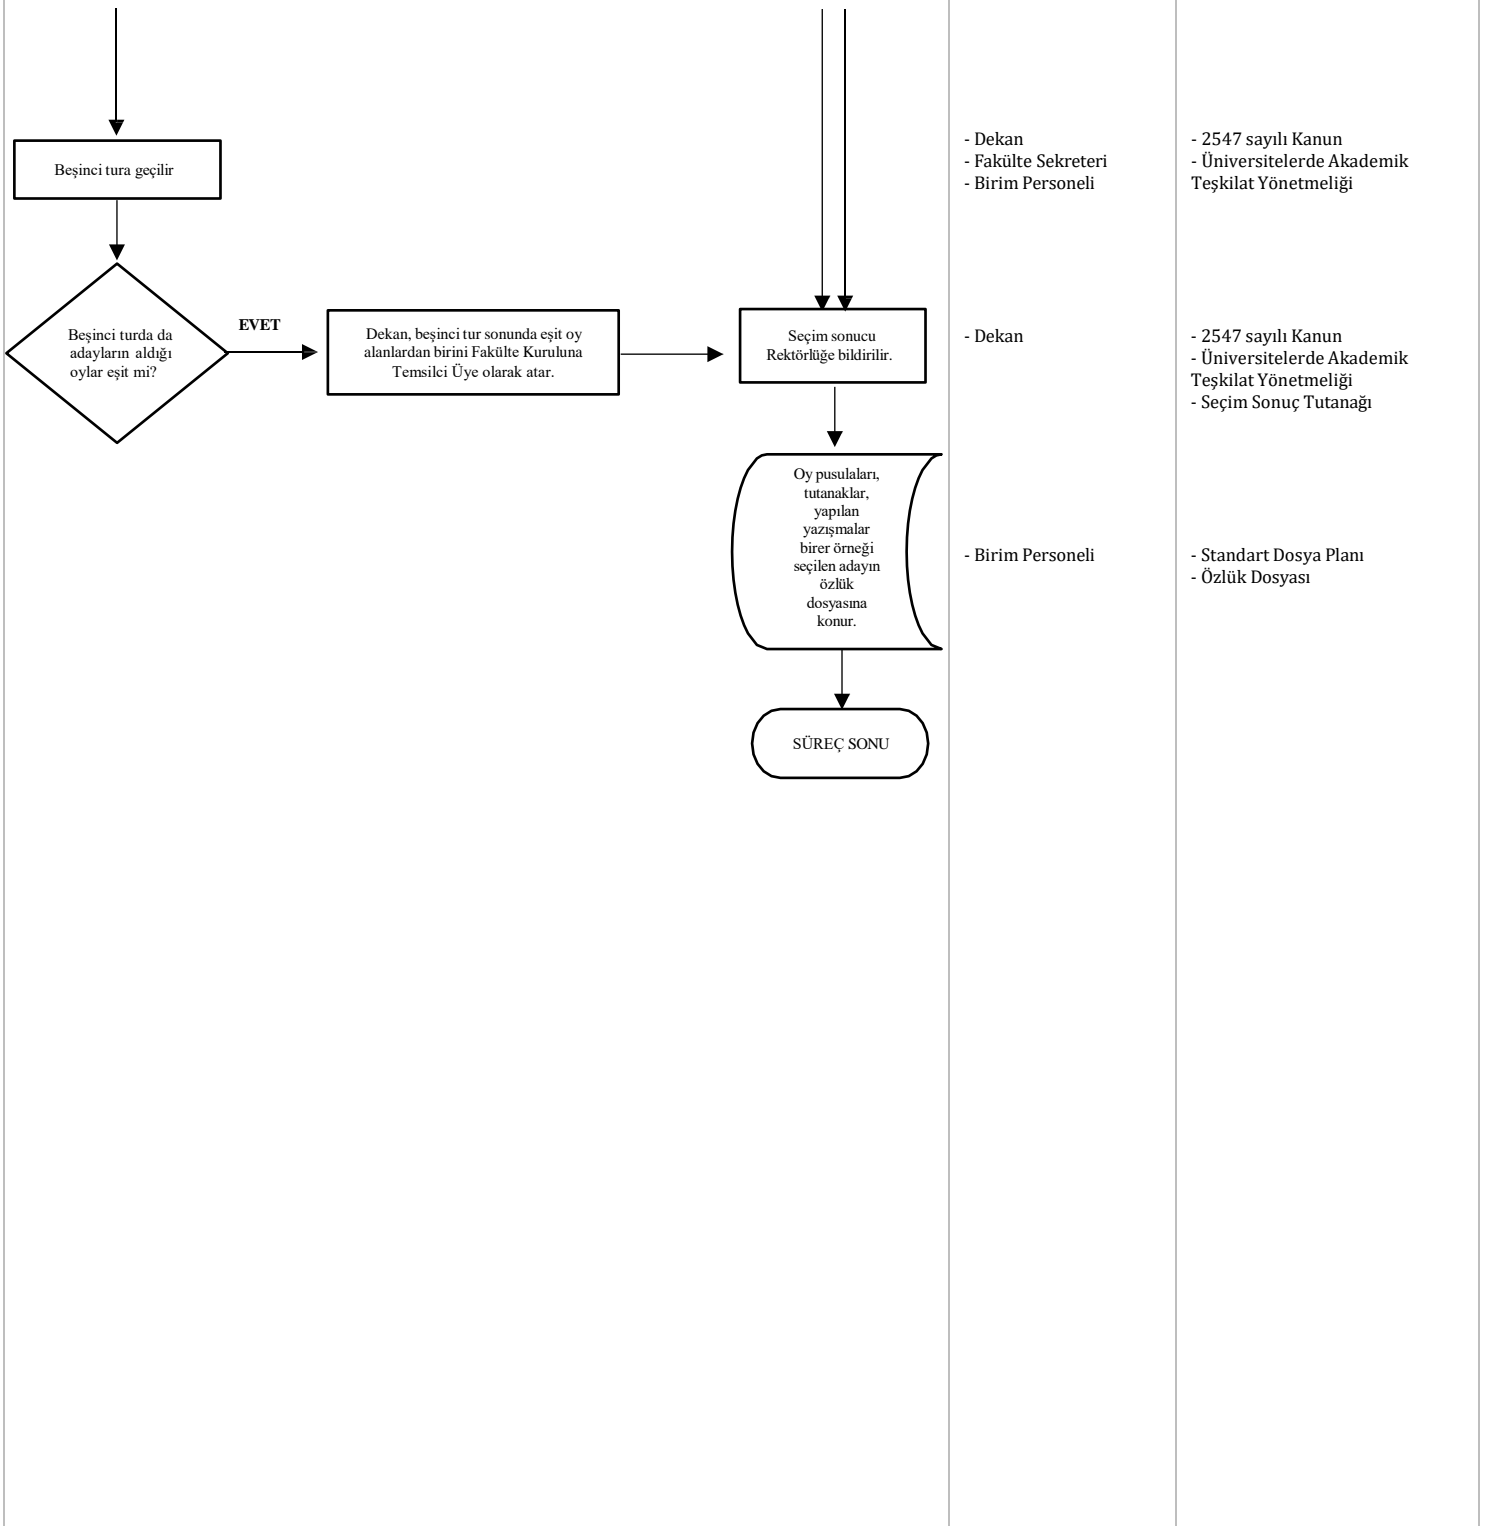 Beşinci tura geçilir
- Dekan
- Fakülte Sekreteri
- Birim Personeli
- 2547 sayılı Kanun
- Üniversitelerde Akademik
Teşkilat Yönetmeliği
Beşinci turda da
adayların aldığı
oylar eşit mi?
EVET
Dekan, beşinci tur sonunda eşit oy
alanlardan birini Fakülte Kuruluna
Temsilci Üye olarak atar.
Seçim sonucu
Rektörlüğe bildirilir.
- Dekan
- 2547 sayılı Kanun
- Üniversitelerde Akademik
Teşkilat Yönetmeliği
- Seçim Sonuç Tutanağı
Oy pusulaları,
tutanaklar,
yapılan
yazışmalar
birer örneği
seçilen adayın
özlük
dosyasına
konur.
- Birim Personeli
- Standart Dosya Planı
- Özlük Dosyası
SÜREÇ SONU